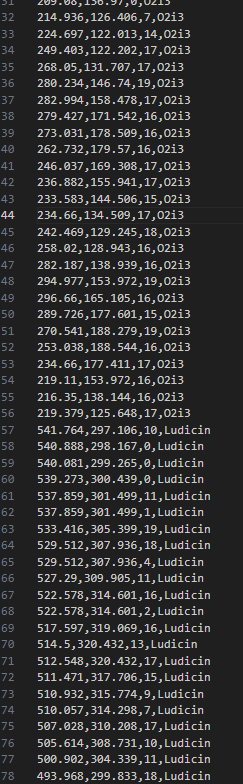 31 209.08,136.97,0,O2i3
32 214.936,126.406,7,O2i3
33 224.697,122.013,14,O2i3
34 249.403,122.202,17,O2i3
35 268.05,131.707,17,O2i3
36 280.234,146.74,19,O2i3
37 282.994,158.478,17,O2i3
38 279.427,171.542,16,O2i3
39 273.031,178.509,16,O2i3
40 262.732,179.57,16,O2i3
41 246.037,169.308,17,O2i3
42 236.882,155.941,17,O2i3
43 233.583,144.506,15,O2i3
44 234.66,134.509,17,O2i3
45 242.469,129.245,18,O2i3
46 258.02,128.943,16,O2i3
47 282.187,138.939,16,O2i3
48 294.977,153.972,19,O2i3
49 296.66,165.105,16,O2i3
50 289.726,177.601,15,O2i3
51 270.541,188.279,19,O2i3
52 253.038,188.544,16,O2i3
53 234.66,177.411,17,O2i3
54 219.11,153.972,16,O2i3
55 216.35,138.144,16,O2i3
56 219.379,125.648,17,O2i3
57 541.764,297.106,10,Ludicin
58 540.888,298.167,0,Ludicin
59 540.081,299.265,0,Ludicin
60 539.273,300.439,0,Ludicin
61 537.859,301.499,11,Ludicin
62 537.859,301.499,1,Ludicin
63 533.416,305.399,19,Ludicin
64 529.512,307.936,18,Ludicin
65 529.512,307.936,4,Ludicin
66 527.29,309.905,11,Ludicin
67 522.578,314.601,16,Ludicin
68 522.578,314.601,2,Ludicin
69 517.597,319.069,16,Ludicin
70 514.5,320.432,13,Ludicin
71 512.548,320.432,17,Ludicin
72 511.471,317.706,15,Ludicin
73 510.932,315.774,9,Ludicin
74 510.057,314.298,7,Ludicin
75 507.028,310.208,17,Ludicin
76 505.614,308.731,10,Ludicin
77 500.902,304.339,11,Ludicin
78 493.968,299.833,18,Ludicin